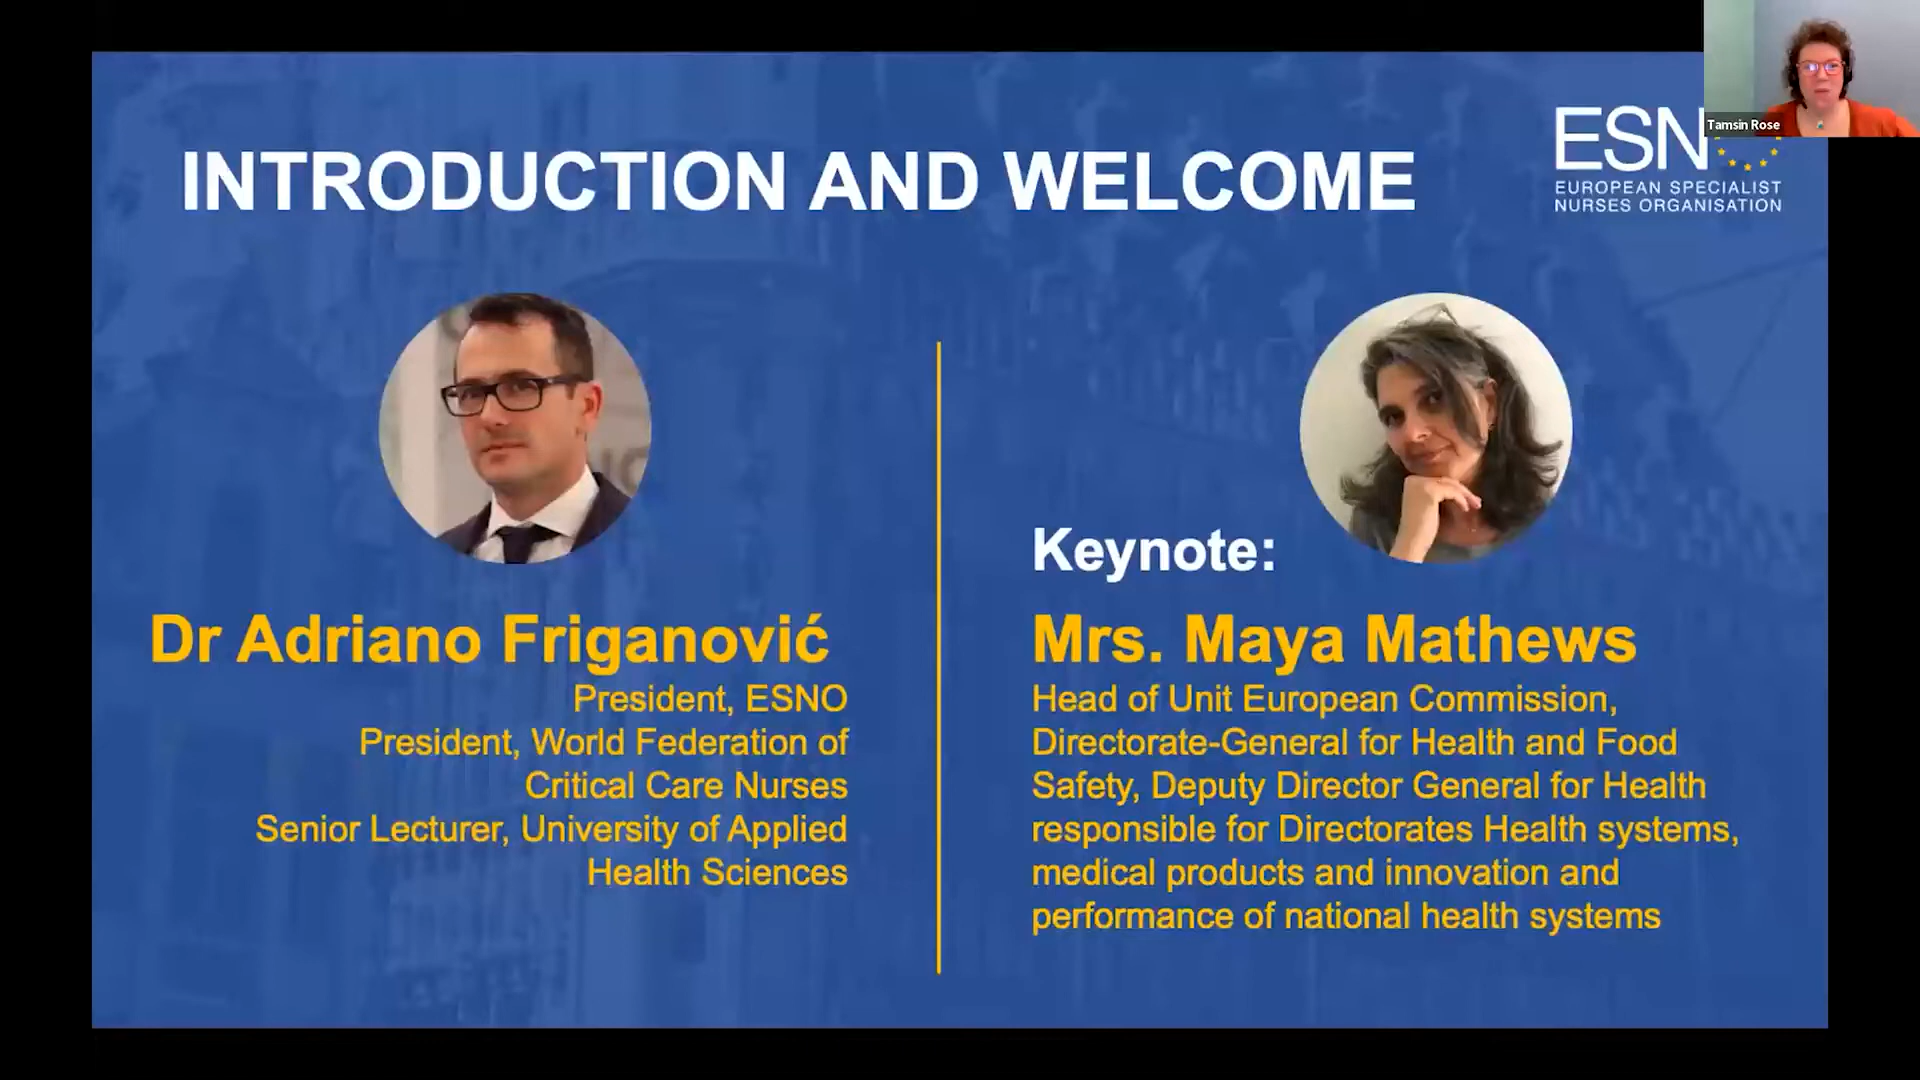 Tamsin Rose
INTRODUCTION AND WELCOME
ESN
EUROPEAN SPECIALIST
NURSES ORGANISATION
Dr Adriano Friganović
President, ESNO
President, World Federation of
Critical Care Nurses
Senior Lecturer, University of Applied
Health Sciences
Keynote:
Mrs. Maya Mathews
Head of Unit European Commission,
Directorate-General for Health and Food
Safety, Deputy Director General for Health
responsible for Directorates Health systems,
medical products and innovation and
performance of national health systems